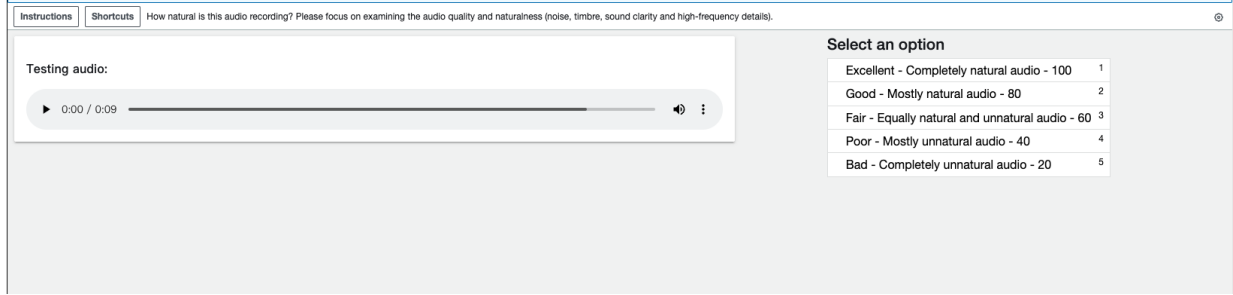 Instructions Shortcuts How natural is this audio recording? Please focus on examining the audio quality and naturalness (noise, timbre, sound clarity and high-frequency details).
Testing audio:
0:00 / 0:09
Select an option
Excellent - Completely natural audio - 100 1
Good - Mostly natural audio - 80 2
Fair - Equally natural and unnatural audio - 60 3
Poor - Mostly unnatural audio - 40 4
Bad - Completely unnatural audio - 20 5